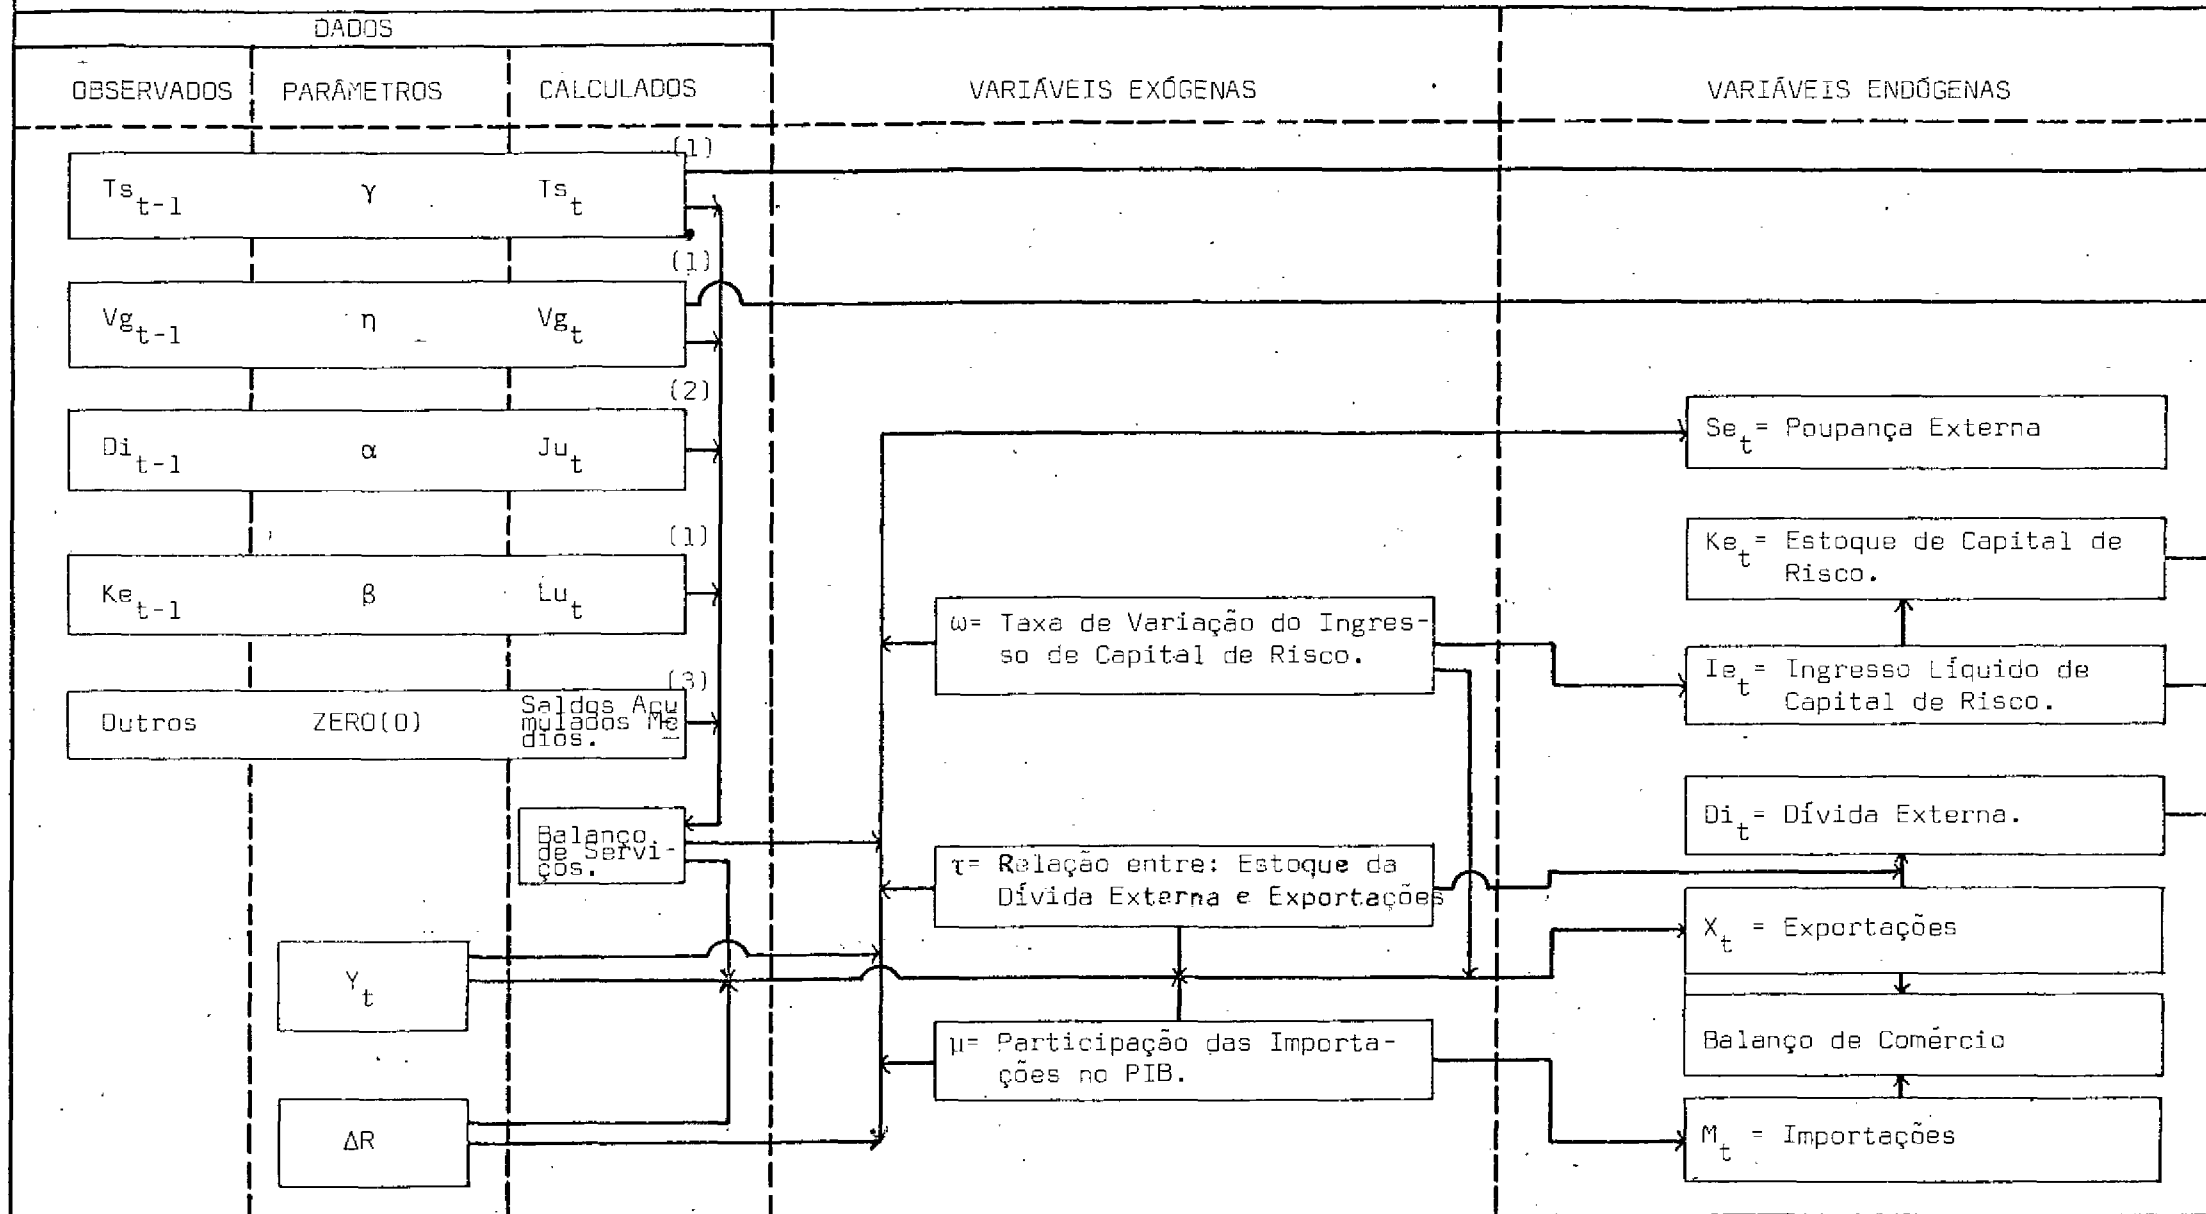 DADOS
OBSERVADOS PARÂMETROS CALCULADOS VARIÁVEIS EXÓGENAS VARIÁVEIS ENDÓGENAS
(1)
Ts t-1 γ Ts t
(1)
Vg t-1 η Vg t
(2)
Di t-1 α Ju t
(1)
Ke t-1 β Lu t
(3)
Outros ZERO(0) Saldos Acu
mulados Mé
dios.
Balanço
de Servi-
ços.
Y t
ΔR
ω= Taxa de Variação do Ingres-
so de Capital de Risco.
τ= Relação entre: Estoque da
Dívida Externa e Exportações
μ= Participação das Importa-
ções no PIB.
Se t = Poupança Externa
Ke t = Estoque de Capital de
Risco.
Ie t = Ingresso Líquido de
Capital de Risco.
Di t = Dívida Externa.
X t = Exportações
Balanço de Comércio
M t = Importações